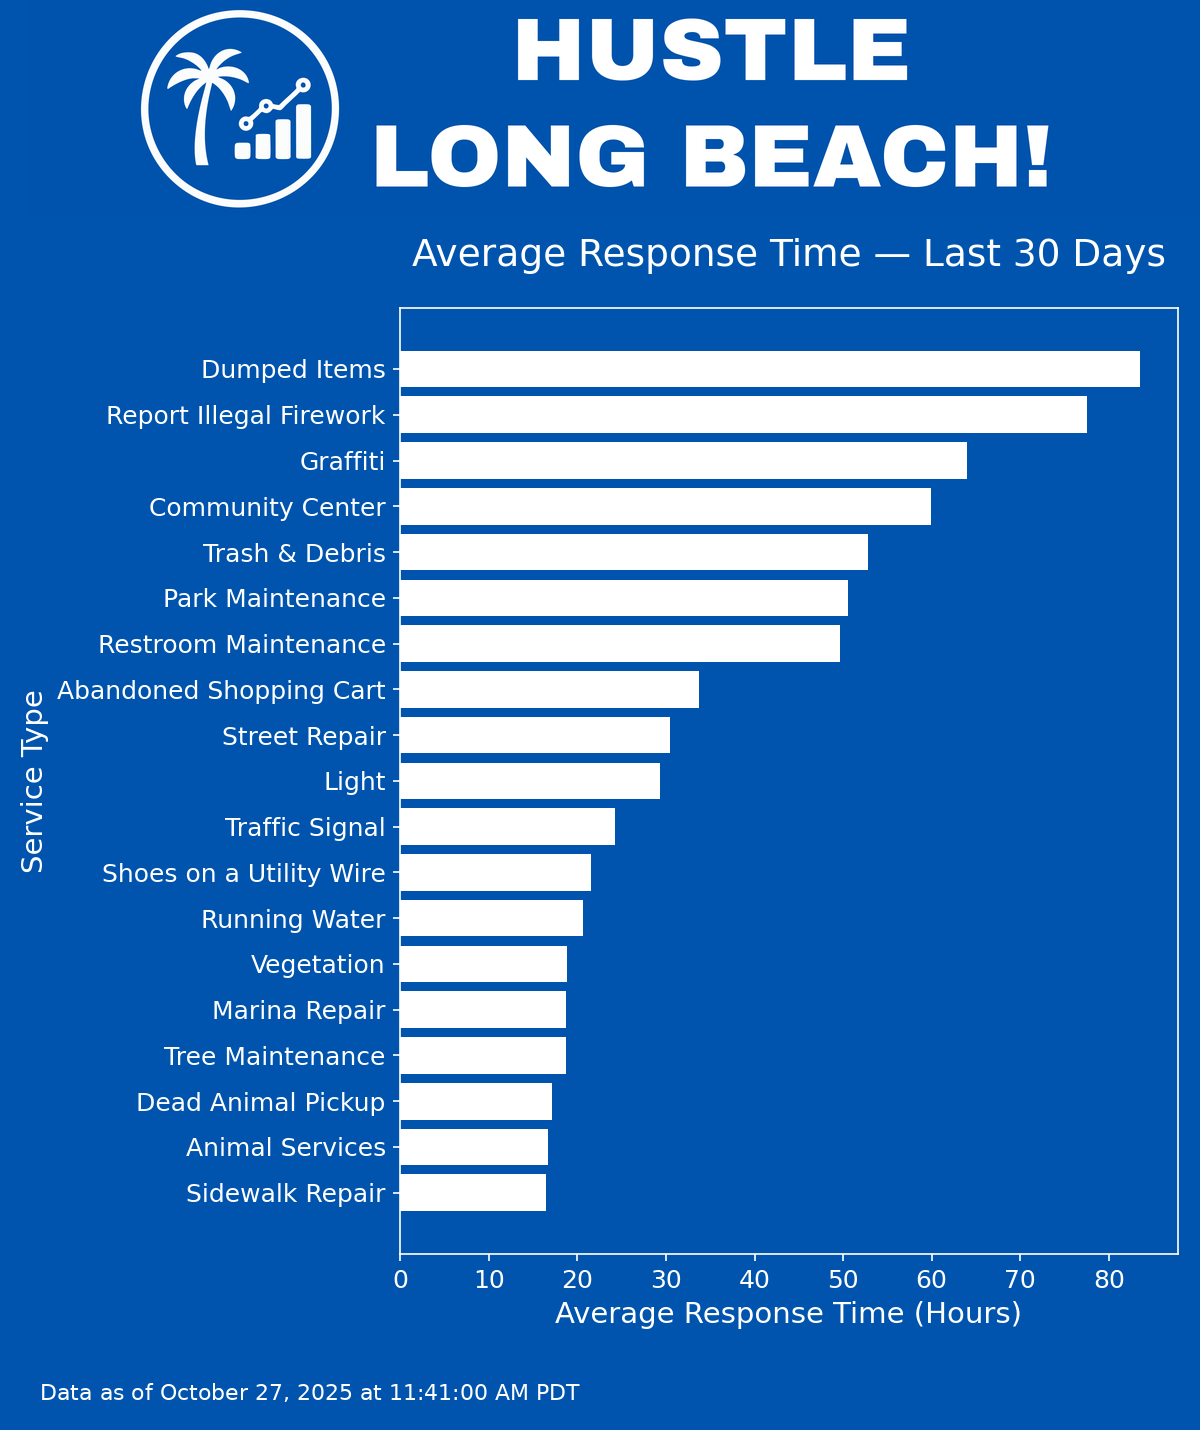 HUSTLE
LONG BEACH!
Average Response Time — Last 30 Days
Service Type
Dumped Items
Report Illegal Firework
Graffiti
Community Center
Trash & Debris
Park Maintenance
Restroom Maintenance
Abandoned Shopping Cart
Street Repair
Light
Traffic Signal
Shoes on a Utility Wire
Running Water
Vegetation
Marina Repair
Tree Maintenance
Dead Animal Pickup
Animal Services
Sidewalk Repair
0 10 20 30 40 50 60 70 80
Average Response Time (Hours)
Data as of October 27, 2025 at 11:41:00 AM PDT